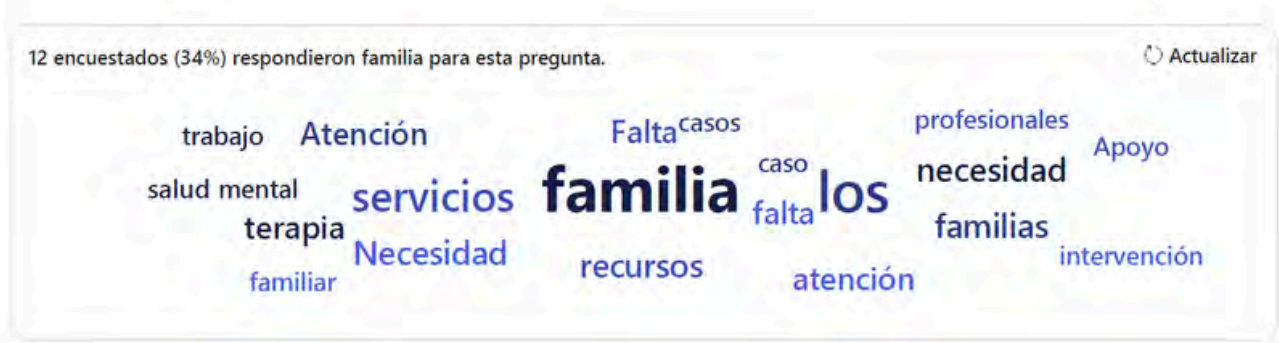 12 encuestados (34%) respondieron familia para esta pregunta.
Actualizar
trabajo
Atención
Falta
casos
profesionales
Apoyo
salud mental
servicios
familia
caso
falta
los
necesidad
terapia
Necesidad
familias
familiar
recursos
atención
intervención